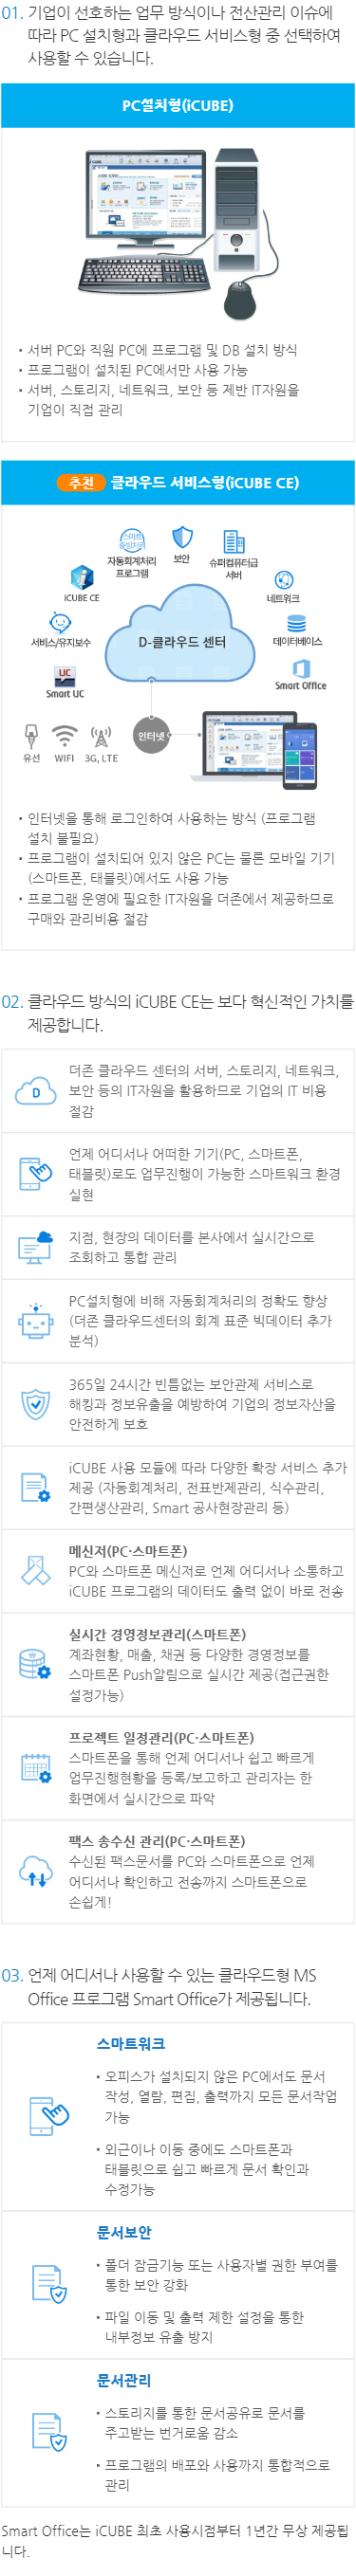 01. 기업이 선호하는 업무 방식이나 전산관리 이슈에
따라 PC 설치형과 클라우드 서비스형 중 선택하여
사용할 수 있습니다.
PC설치형(iCUBE)
• 서버 PC와 직원 PC에 프로그램 및 DB 설치 방식
• 프로그램이 설치된 PC에서만 사용 가능
• 서버, 스토리지, 네트워크, 보안 등 제반 IT자원을
기업이 직접 관리
추천 클라우드 서비스형(iCUBE CE)
자동회계처리
프로그램
보안
슈퍼컴퓨터급
서버
iCUBE CE
네트워크
서비스/유지보수
D-클라우드 센터
데이터베이스
UC
Smart UC
Smart Office
인터넷
유선
WIFI
3G, LTE
• 인터넷을 통해 로그인하여 사용하는 방식 (프로그램
설치 불필요)
• 프로그램이 설치되어 있지 않은 PC는 물론 모바일 기기
(스마트폰, 태블릿)에서도 사용 가능
• 프로그램 운영에 필요한 IT자원을 더존에서 제공하므로
구매와 관리비용 절감
02. 클라우드 방식의 iCUBE CE는 보다 혁신적인 가치를
제공합니다.
D
더존 클라우드 센터의 서버, 스토리지, 네트워크,
보안 등의 IT자원을 활용하므로 기업의 IT 비용
절감
언제 어디서나 어떠한 기기(PC, 스마트폰,
태블릿)로도 업무진행이 가능한 스마트워크 환경
실현
지점, 현장의 데이터를 본사에서 실시간으로
조회하고 통합 관리
PC설치형에 비해 자동회계처리의 정확도 향상
(더존 클라우드센터의 회계 표준 빅데이터 추가
분석)
365일 24시간 빈틈없는 보안관제 서비스로
해킹과 정보유출을 예방하여 기업의 정보자산을
안전하게 보호
iCUBE 사용 모듈에 따라 다양한 확장 서비스 추가
제공 (자동회계처리, 전표반제관리, 식수관리,
간편생산관리, Smart 공사현장관리 등)
메신저(PC·스마트폰)
PC와 스마트폰 메신저로 언제 어디서나 소통하고
iCUBE 프로그램의 데이터도 출력 없이 바로 전송
실시간 경영정보관리(스마트폰)
계좌현황, 매출, 채권 등 다양한 경영정보를
스마트폰 Push알림으로 실시간 제공(접근권한
설정가능)
프로젝트 일정관리(PC·스마트폰)
스마트폰을 통해 언제 어디서나 쉽고 빠르게
업무진행현황을 등록/보고하고 관리자는 한
화면에서 실시간으로 파악
팩스 송수신 관리(PC·스마트폰)
수신된 팩스문서를 PC와 스마트폰으로 언제
어디서나 확인하고 전송까지 스마트폰으로
손쉽게!
03. 언제 어디서나 사용할 수 있는 클라우드형 MS
Office 프로그램 Smart Office가 제공됩니다.
스마트워크
• 오피스가 설치되지 않은 PC에서도 문서
작성, 열람, 편집, 출력까지 모든 문서작업
가능
• 외근이나 이동 중에도 스마트폰과
태블릿으로 쉽고 빠르게 문서 확인과
수정가능
문서보안
• 폴더 잠금기능 또는 사용자별 권한 부여를
통한 보안 강화
• 파일 이동 및 출력 제한 설정을 통한
내부정보 유출 방지
문서관리
• 스토리지를 통한 문서공유로 문서를
주고받는 번거로움 감소
• 프로그램의 배포와 사용까지 통합적으로
관리
Smart Office는 iCUBE 최초 사용시점부터 1년간 무상 제공됩
니다.